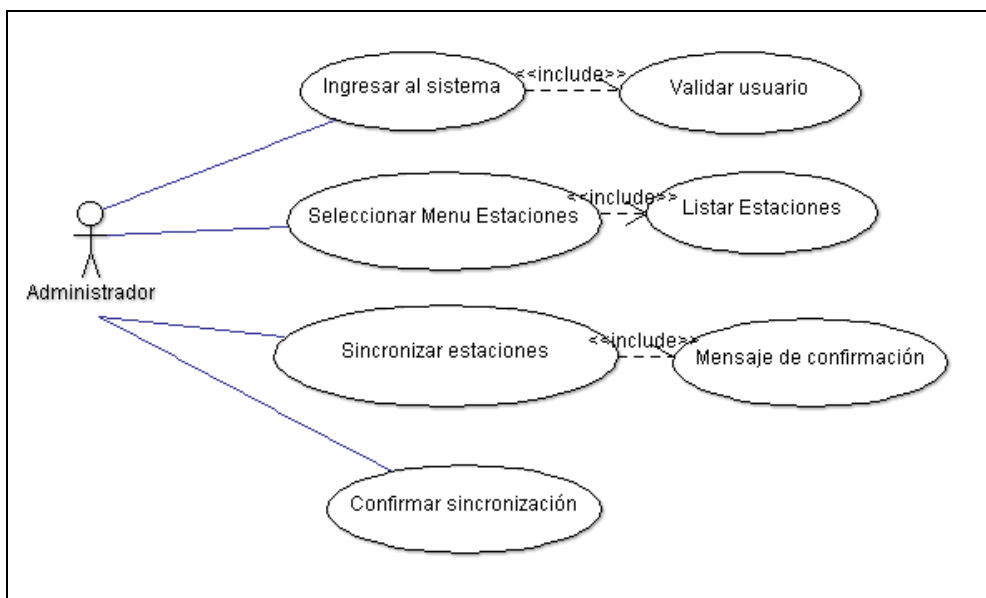 Ingresar al sistema
<<include>>
Validar usuario
Seleccionar Menu Estaciones
<<include>>
Listar Estaciones
Administrador
Sincronizar estaciones
<<include>>
Mensaje de confirmación
Confirmar sincronización